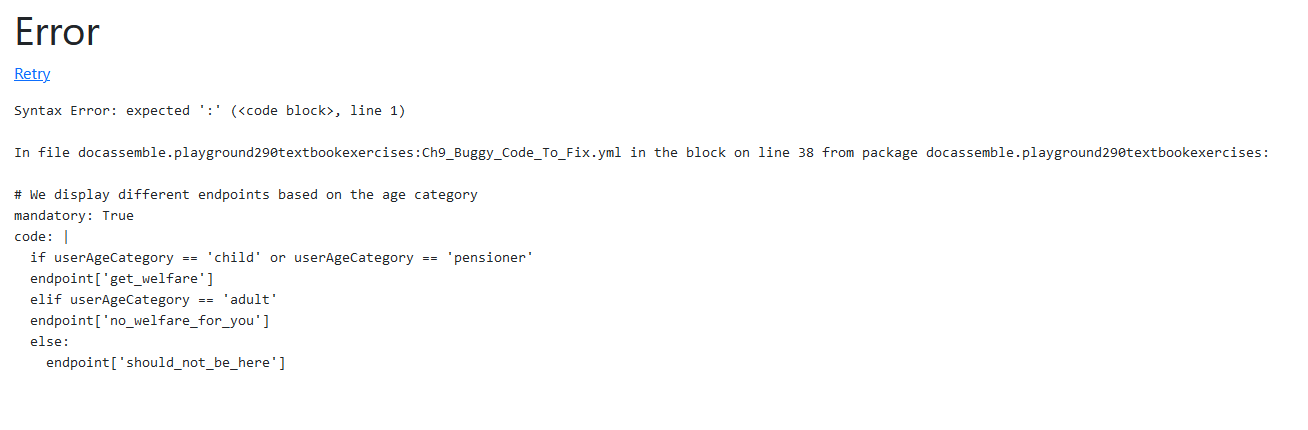 Error
Retry
Syntax Error: expected ':' (<code block>, line 1)
In file docassemble.playground290textbookexercises:Ch9_Buggy_Code_To_Fix.yml in the block on line 38 from package docassemble.playground290textbookexercises:
# We display different endpoints based on the age category
mandatory: True
code: |
  if userAgeCategory == 'child' or userAgeCategory == 'pensioner'
  endpoint['get_welfare']
  elif userAgeCategory == 'adult'
  endpoint['no_welfare_for_you']
  else:
    endpoint['should_not_be_here']